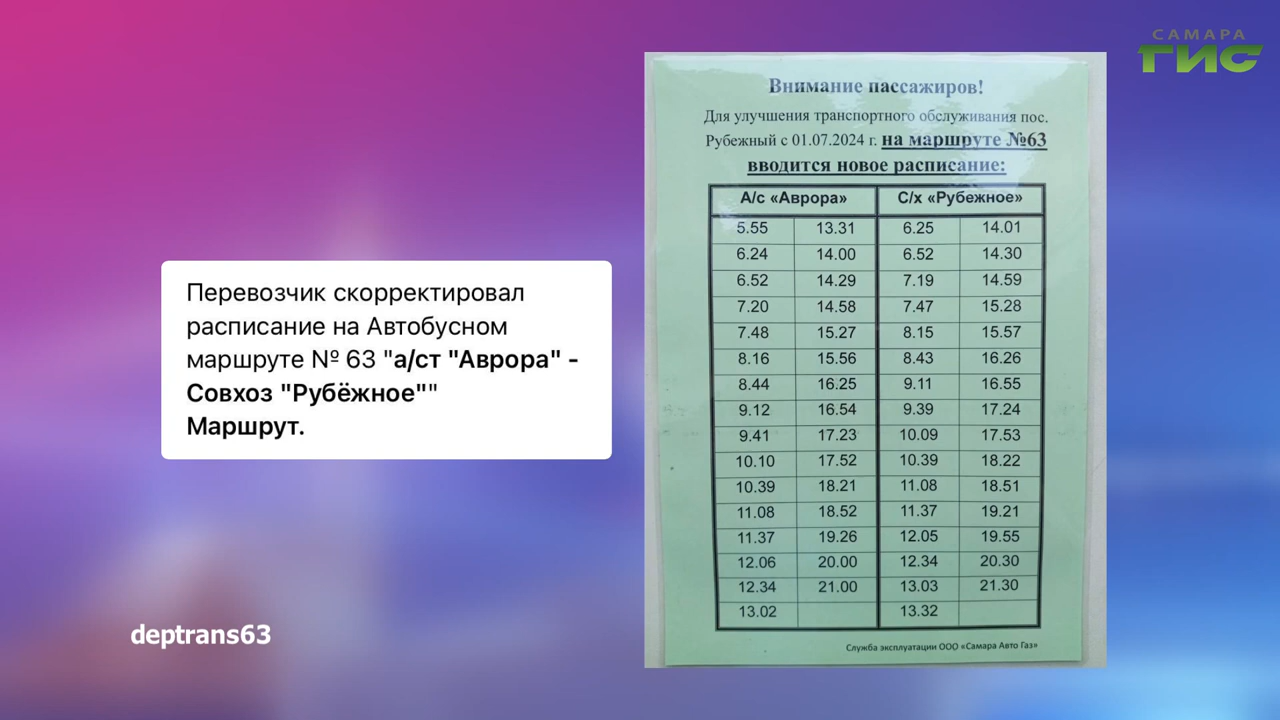 САМАРА
ГИС
Внимание пассажиров!
Для улучшения транспортного обслуживания пос.
Рубежный с 01.07.2024 г. на маршруте №63
вводится новое расписание:
А/с «Аврора» С/х «Рубежное»
5.55 13.31 6.25 14.01
6.24 14.00 6.52 14.30
6.52 14.29 7.19 14.59
7.20 14.58 7.47 15.28
7.48 15.27 8.15 15.57
8.16 15.56 8.43 16.26
8.44 16.25 9.11 16.55
9.12 16.54 9.39 17.24
9.41 17.23 10.09 17.53
10.10 17.52 10.39 18.22
10.39 18.21 11.08 18.51
11.08 18.52 11.37 19.21
11.37 19.26 12.05 19.55
12.06 20.00 12.34 20.30
12.34 21.00 13.03 21.30
13.02 13.32
Служба эксплуатации ООО «Самара Авто Газ»
Перевозчик скорректировал
расписание на Автобусном
маршруте № 63 "а/ст "Аврора" -
Совхоз "Рубёжное""
Маршрут.
deptrans63